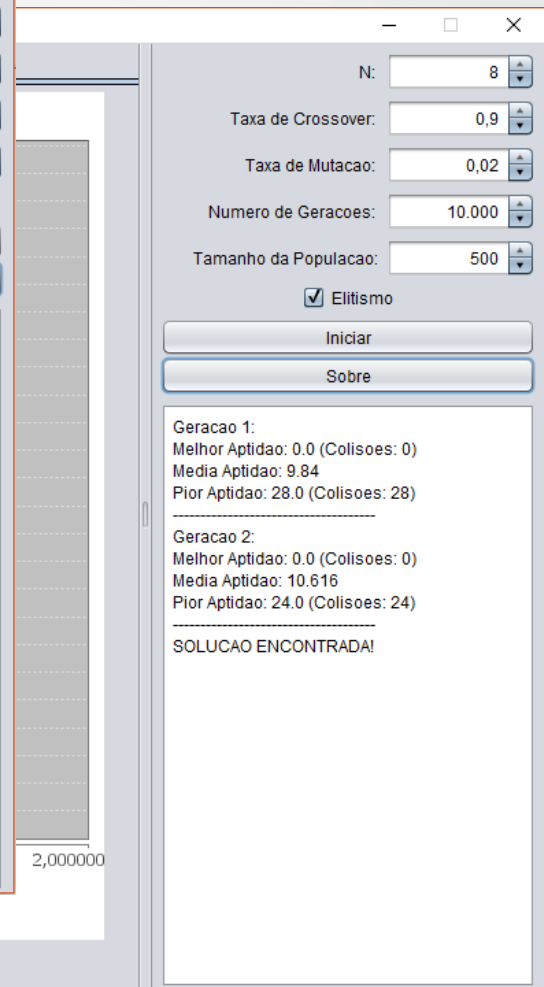 N: 8
Taxa de Crossover: 0,9
Taxa de Mutacao: 0,02
Numero de Geracoes: 10.000
Tamanho da Populacao: 500
Elitismo
Iniciar
Sobre
Geracao 1:
Melhor Aptidao: 0.0 (Colisoes: 0)
Media Aptidao: 9.84
Pior Aptidao: 28.0 (Colisoes: 28)
-------------------------------------
Geracao 2:
Melhor Aptidao: 0.0 (Colisoes: 0)
Media Aptidao: 10.616
Pior Aptidao: 24.0 (Colisoes: 24)
-------------------------------------
SOLUCAO ENCONTRADA!
2,000000